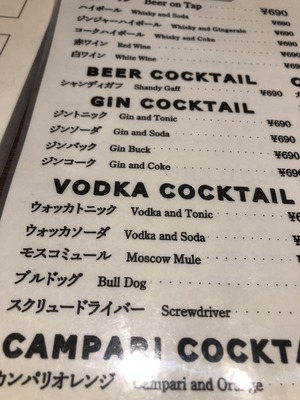 Beer on Tap
ハイボール Whisky and Soda ¥690
ジンジャーハイボール Whisky and Gingerale ¥690
コークハイボール Whisky and Coke ¥690
赤ワイン Red Wine ¥690
白ワイン White Wine
BEER COCKTAIL
シャンディガフ Shandy Gaff ¥690
GIN COCKTAIL
ジントニック Gin and Tonic ¥690
ジンソーダ Gin and Soda ¥690
ジンバック Gin Buck ¥690
ジンコーク Gin and Coke ¥690
VODKA COCKTAIL
ウォッカトニック Vodka and Tonic
ウォッカソーダ Vodka and Soda
モスコミュール Moscow Mule
ブルドッグ Bull Dog
スクリュードライバー Screwdriver
CAMPARI COCKTA
カンパリオレンジ Campari and Orange